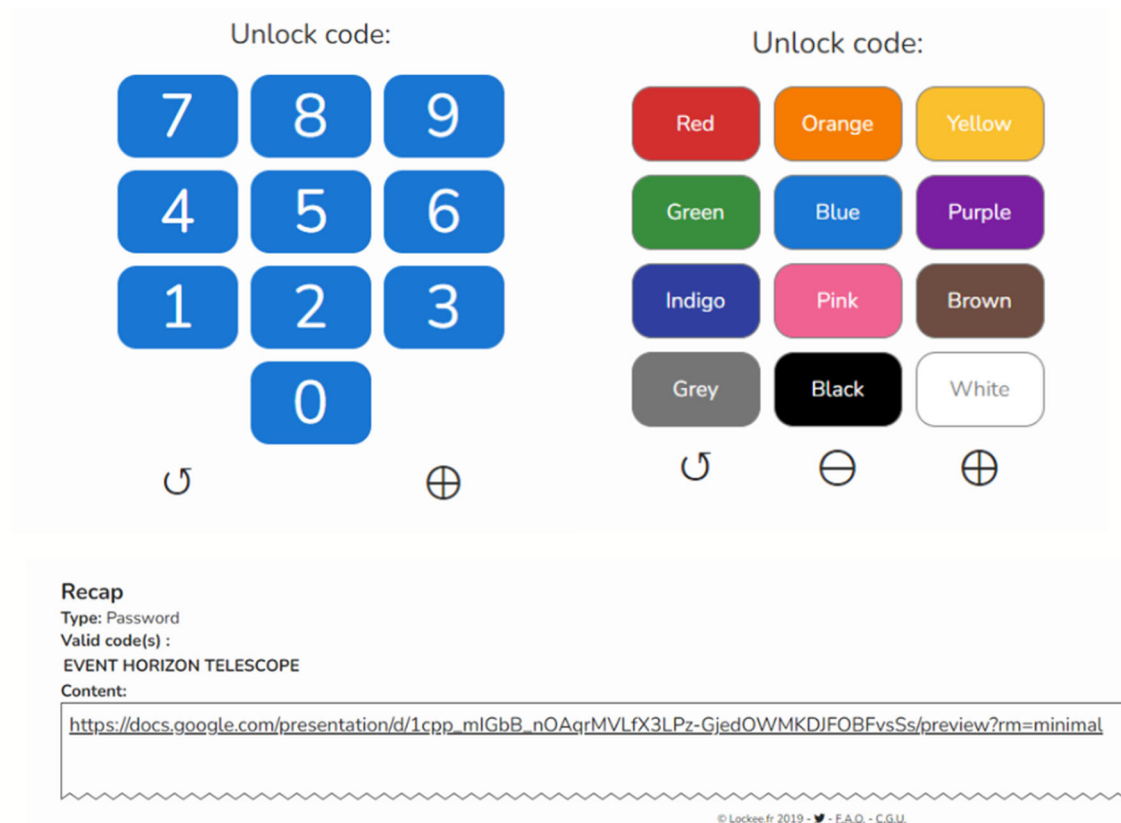 Unlock code:
7 8 9
4 5 6
1 2 3
0
Unlock code:
Red Orange Yellow
Green Blue Purple
Indigo Pink Brown
Grey Black White
Recap
Type: Password
Valid code(s) :
EVENT HORIZON TELESCOPE
Content:
https://docs.google.com/presentation/d/1cpp_mIGbB_nOAqrMVLfX3LPz-GjedOWMKDJFOBFvsSs/preview?rm=minimal
© Lockee.fr 2019 - - F.A.Q. - C.G.U.